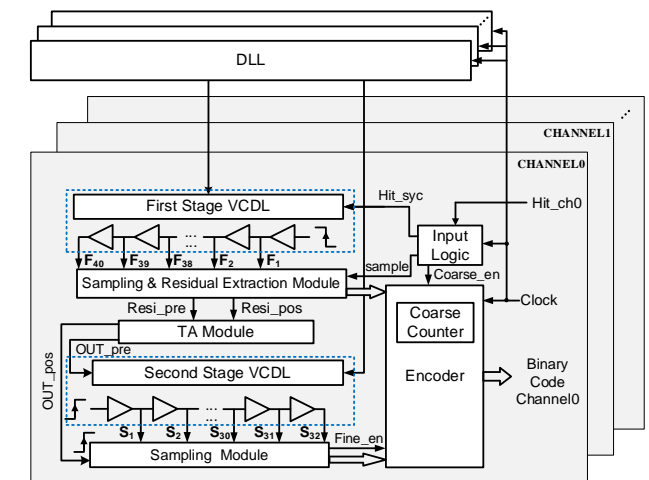 DLL
CHANNEL1
CHANNEL0
Hit_syc
First Stage VCDL
Hit_ch0
Input
Logic
F40 F39 F38 ... F2 F1
sample
Coarse_en
Sampling & Residual Extraction Module
Resi_pre Resi_pos
Clock
Coarse
Counter
TA Module
OUT_pre
OUT_pos
Second Stage VCDL
Encoder
Binary
Code
Channel0
S1 S2 ... S30 S31 S32
Fine_en
Sampling Module